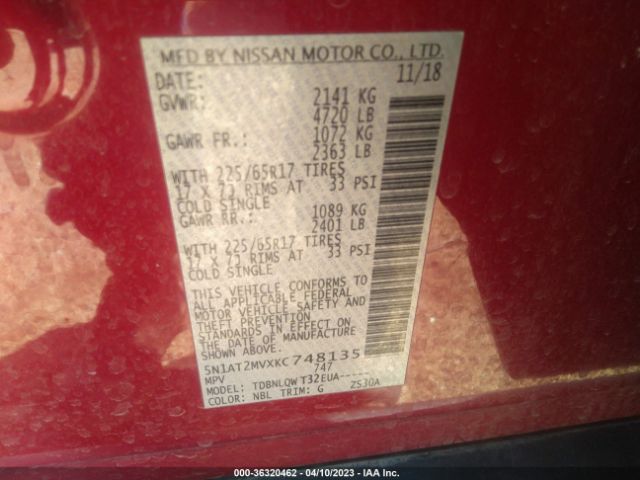 MFD BY NISSAN MOTOR CO., LTD.
DATE: 11/18
GVWR: 2141 KG
4720 LB
GAWR FR.: 1072 KG
2363 LB
WITH 225/65R17 TIRES
17 X 7J RIMS AT 33 PSI
COLD SINGLE
GAWR RR.: 1089 KG
2401 LB
WITH 225/65R17 TIRES
17 X 7J RIMS AT 33 PSI
COLD SINGLE
THIS VEHICLE CONFORMS TO
ALL APPLICABLE FEDERAL
MOTOR VEHICLE SAFETY AND
THEFT PREVENTION
STANDARDS IN EFFECT ON
THE DATE OF MANUFACTURE
SHOWN ABOVE.
5N1AT2MVXKC748135
MPV 747
MODEL: TDBNLQWT32EUA-----
COLOR: NBL TRIM: G ZS30A
000-36320462 - 04/10/2023 - IAA Inc.